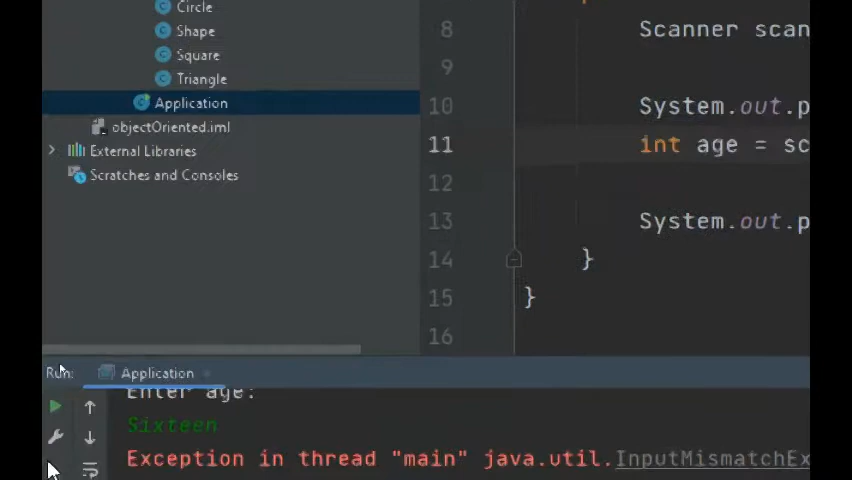 Circle
Shape
Square
Triangle
Application
objectOriented.iml
External Libraries
Scratches and Consoles
8 Scanner scan
9
10 System.out.p
11 int age = sc
12
13 System.out.p
14 }
15 }
16
Run: Application
Enter age:
Sixteen
Exception in thread "main" java.util.InputMismatchEx